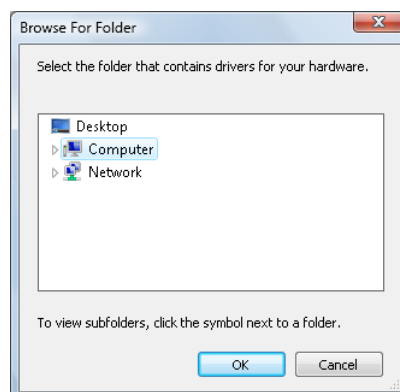 Browse For Folder
Select the folder that contains drivers for your hardware.
Desktop
Computer
Network
To view subfolders, click the symbol next to a folder.
OK Cancel